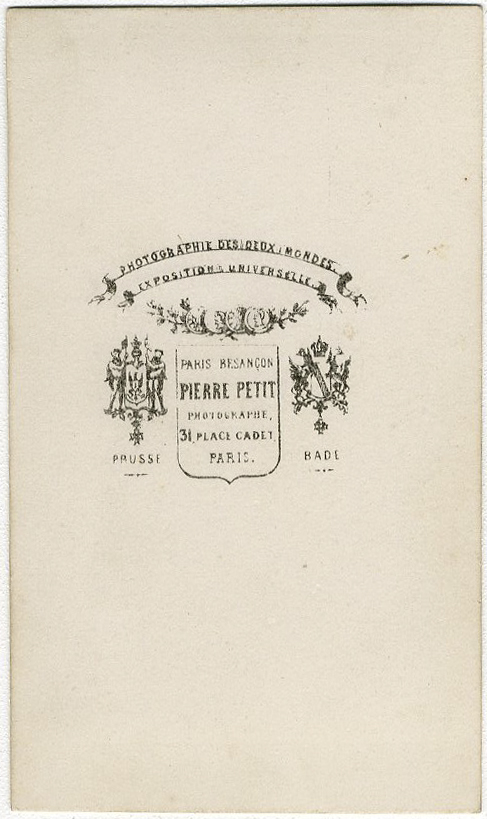 PHOTOGRAPHIE DES DEUX MONDES.
EXPOSITION UNIVERSELLE.
PARIS BESANÇON
PIERRE PETIT
PHOTOGRAPHE,
31, PLACE CADET,
PARIS.
PRUSSE
BADE